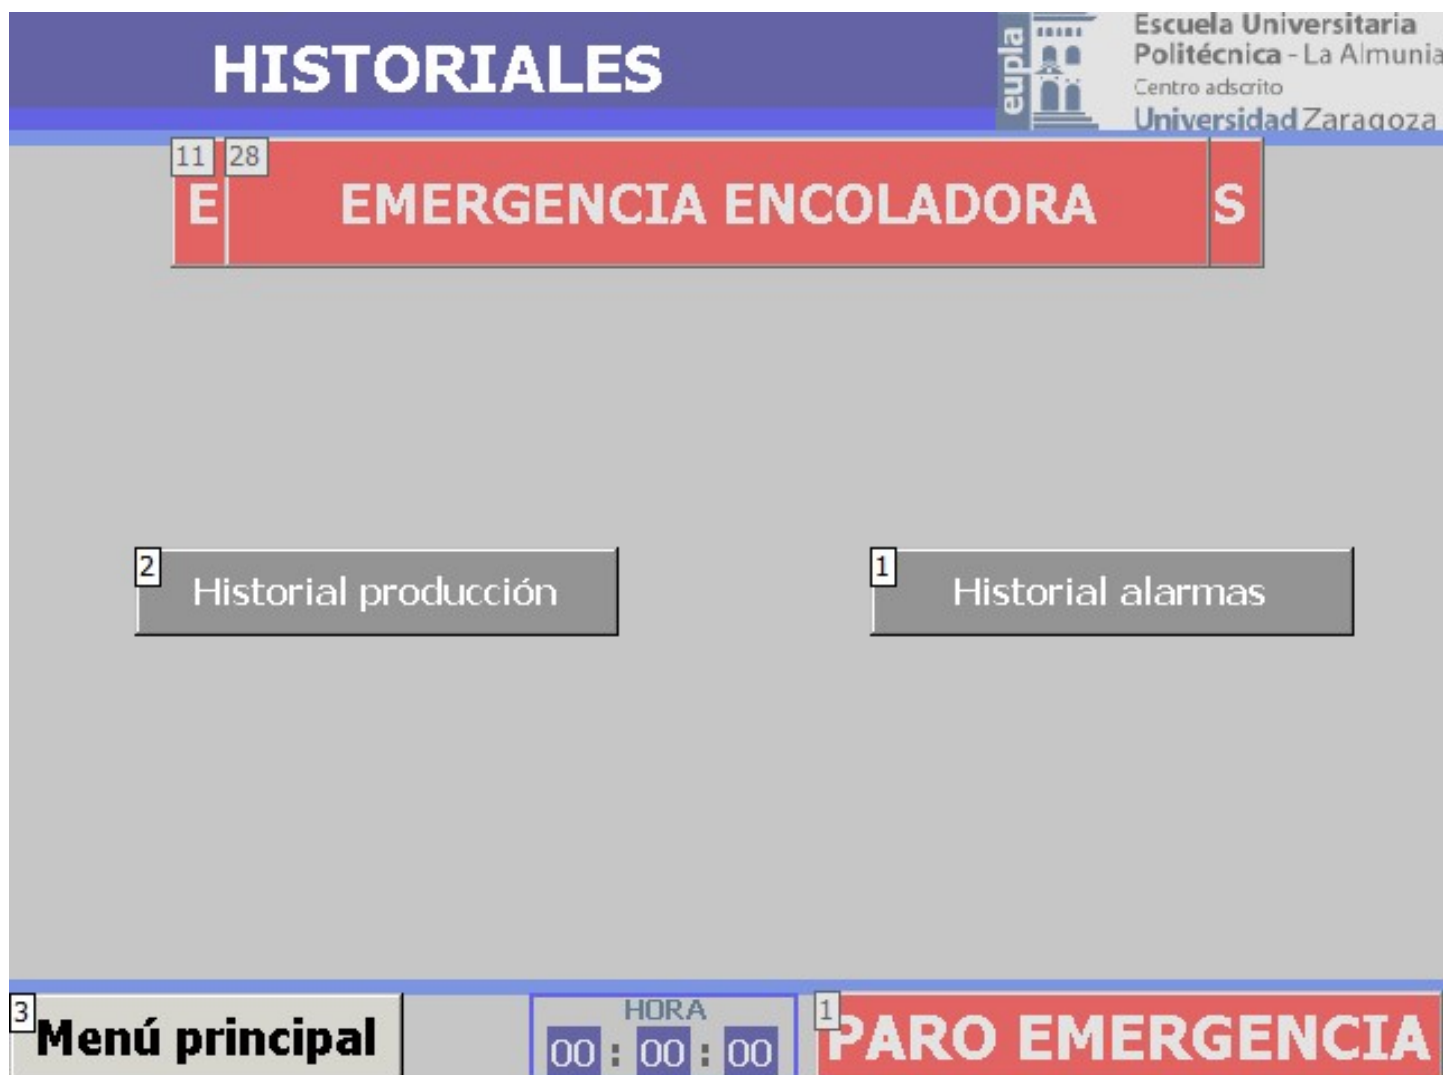 HISTORIALES
eupla
Escuela Universitaria
Politécnica - La Almunia
Centro adscrito
Universidad Zaragoza
11 28
E EMERGENCIA ENCOLADORA S
2 Historial producción
1 Historial alarmas
3 Menú principal
HORA
00 : 00 : 00
1 PARO EMERGENCIA